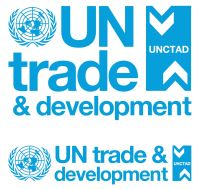 UN
UNCTAD
trade
& development
UN trade &
UNCTAD
development